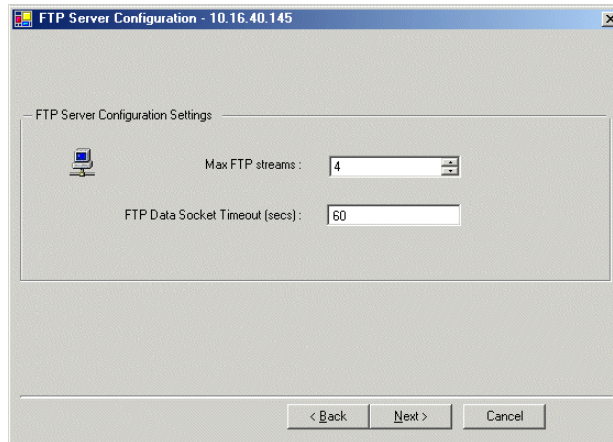 FTP Server Configuration - 10.16.40.145
FTP Server Configuration Settings
Max FTP streams :
4
FTP Data Socket Timeout (secs) :
60
< Back
Next >
Cancel